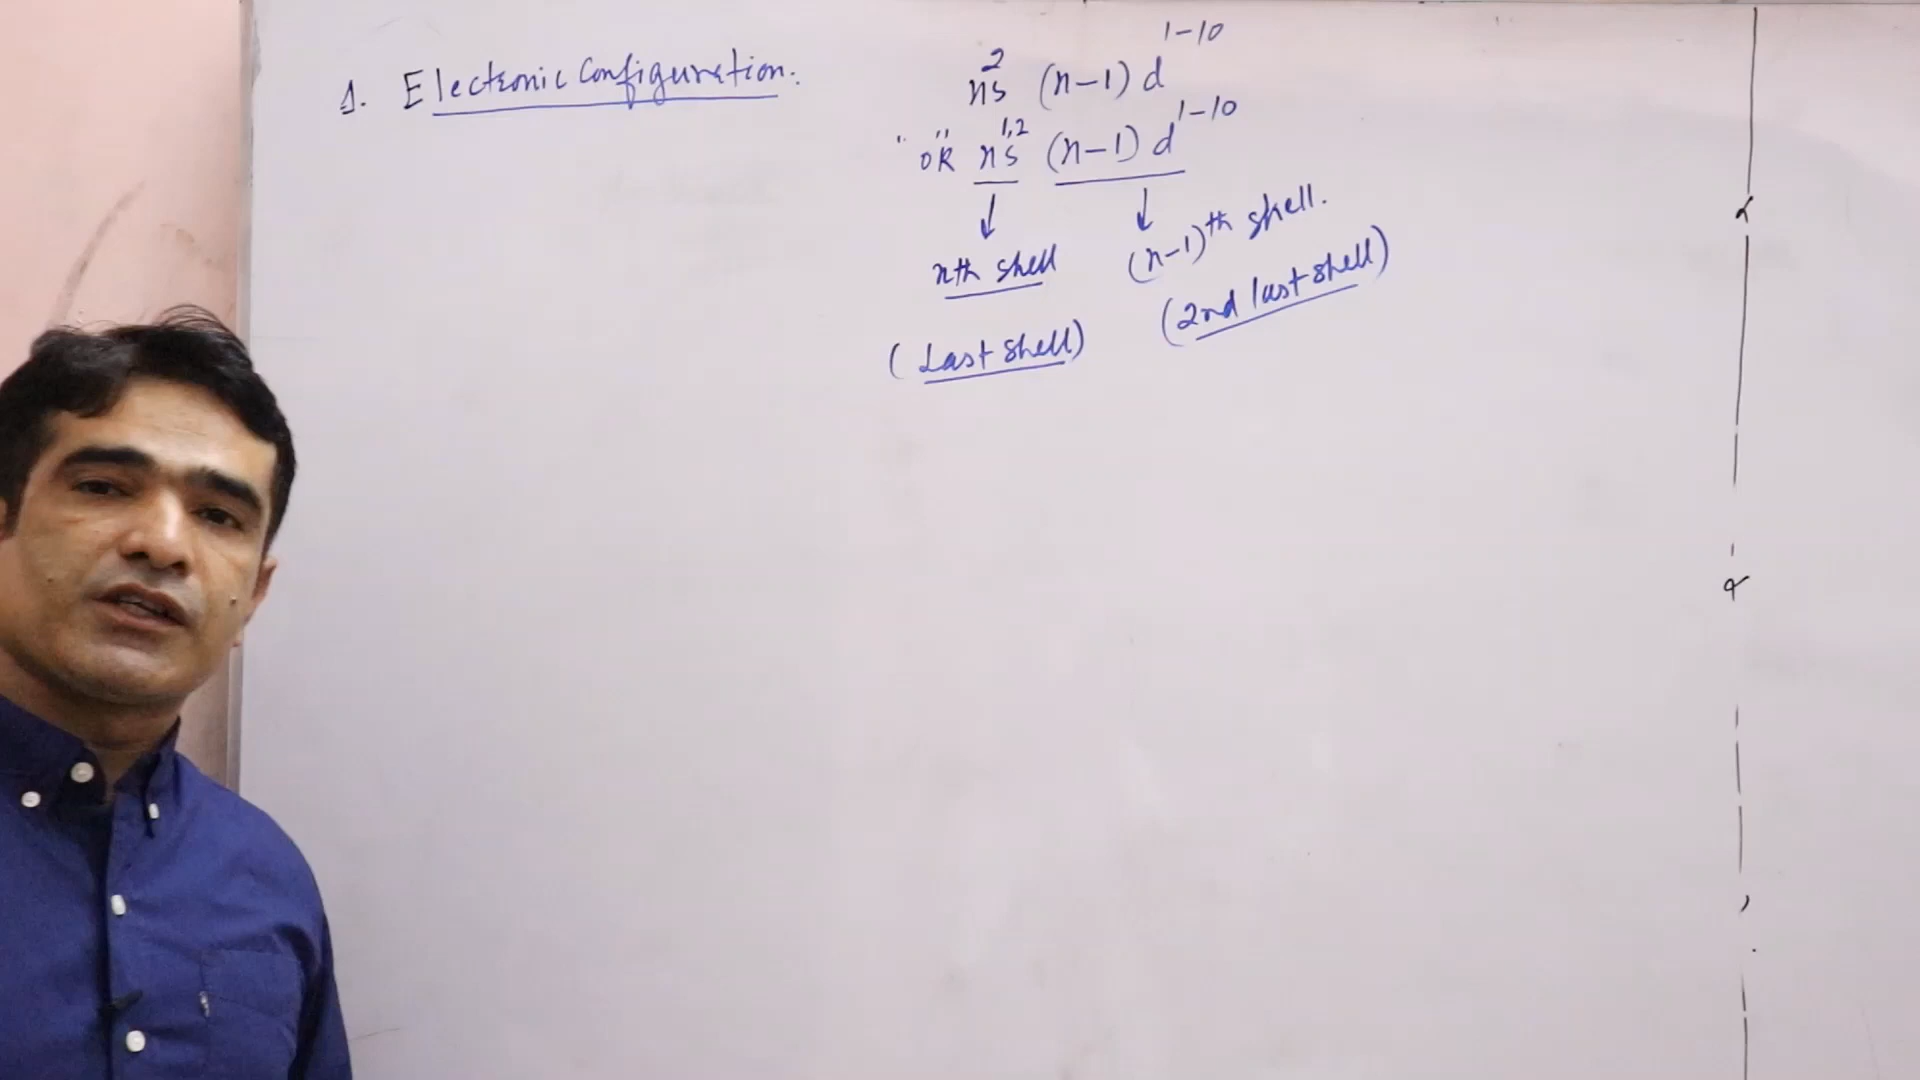 1. Electronic Configuration. ns² (n-1) d¹⁻¹⁰
"OR" ns¹,² (n-1) d¹⁻¹⁰
↓ ↓
nth shell (n-1)ᵗʰ shell.
(Last shell) (2nd last shell)